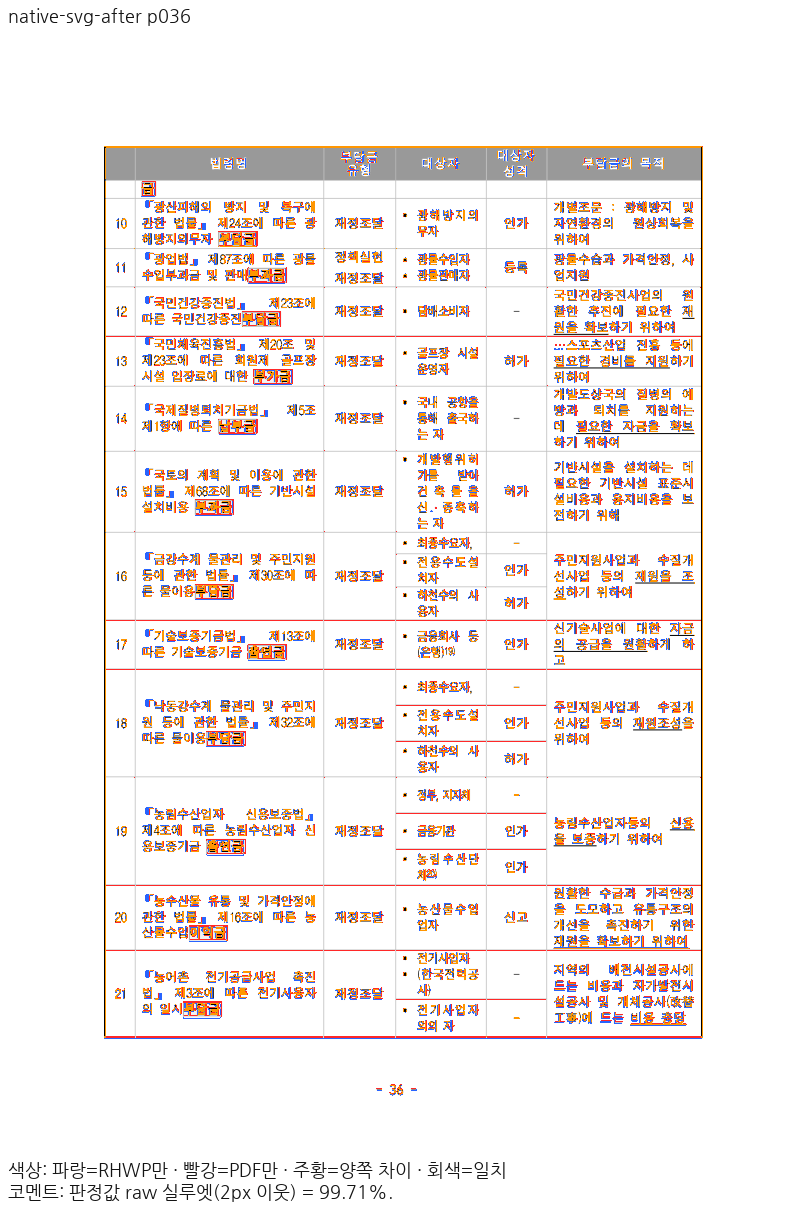 native-svg-after p036
법령명
부담금
유형
대상자
대상자
성격
부담금의 목적
금
10
『광산피해의 방지 및 복구에
관한 법률』 제24조에 따른 광
해방지의무자 부담금
재정조달
• 광해방지의
무자
인가
개별조문 : 광해방지 및
자연환경의 원상회복을
위하여
11
『광업법』 제87조에 따른 광물
수입부과금 및 판매부과금
정책실현
재정조달
• 광물수입자
• 광물판매자
등록
광물수급과 가격안정, 사
업지원
12
『국민건강증진법』 제23조에
따른 국민건강증진부담금
재정조달
• 담배소비자
-
국민건강증진사업의 원
활한 추진에 필요한 재
원을 확보하기 위하여
13
『국민체육진흥법』 제20조 및
제23조에 따른 회원제 골프장
시설 입장료에 대한 부가금
재정조달
• 골프장 시설
운영자
허가
…스포츠산업 진흥 등에
필요한 경비를 지원하기
위하여
14
『국제질병퇴치기금법』 제5조
제1항에 따른 납부금
재정조달
• 국내 공항을
통해 출국하
는 자
-
개발도상국의 질병의 예
방과 퇴치를 지원하는
데 필요한 자금을 확보
하기 위하여
15
『국토의 계획 및 이용에 관한
법률』 제68조에 따른 기반시설
설치비용 부과금
재정조달
• 개발행위허
가를 받아
건축물을
신·증축하
는 자
허가
기반시설을 설치하는 데
필요한 기반시설 표준시
설비용과 용지비용을 보
전하기 위해
16
『금강수계 물관리 및 주민지원
등에 관한 법률』 제30조에 따
른 물이용부담금
재정조달
• 최종수요자,
-
• 전용수도설
치자
인가
• 하천수의 사
용자
허가
주민지원사업과 수질개
선사업 등의 재원을 조
성하기 위하여
17
『기술보증기금법』 제13조에
따른 기술보증기금 출연금
재정조달
• 금융회사 등
(은행)19)
인가
신기술사업에 대한 자금
의 공급을 원활하게 하
고
18
『낙동강수계 물관리 및 주민지
원 등에 관한 법률』 제32조에
따른 물이용부담금
재정조달
• 최종수요자,
-
• 전용수도설
치자
인가
• 하천수의 사
용자
허가
주민지원사업과 수질개
선사업 등의 재원조성을
위하여
19
『농림수산업자 신용보증법』
제4조에 따른 농림수산업자 신
용보증기금 출연금
재정조달
• 정부, 지자체
-
• 금융기관
인가
• 농림수산단
체20)
인가
농림수산업자등의 신용
을 보증하기 위하여
20
『농수산물 유통 및 가격안정에
관한 법률』 제16조에 따른 농
산물수입이익금
재정조달
• 농산물수입
업자
신고
원활한 수급과 가격안정
을 도모하고 유통구조의
개선을 촉진하기 위한
재원을 확보하기 위하여
21
『농어촌 전기공급사업 촉진
법』 제3조에 따른 전기사용자
의 일시부담금
재정조달
• 전기사업자
• (한국전력공
사)
-
• 전기사업자
외의 자
-
지역의 배전시설공사에
드는 비용과 자가발전시
설공사 및 개체공사(改替
工事)에 드는 비용 충당
- 36 -
색상: 파랑=RHWP만 · 빨강=PDF만 · 주황=양쪽 차이 · 회색=일치
코멘트: 판정값 raw 실루엣(2px 이웃) = 99.71%.